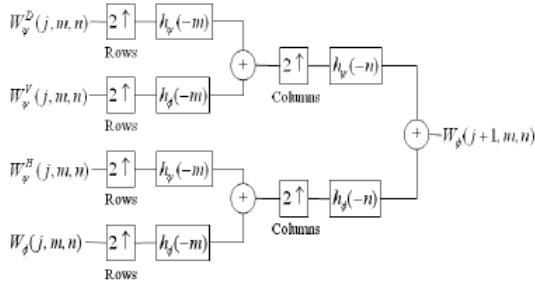 W_ψ^D(j,m,n) 2↑ h_ψ(−m)
Rows
+ 2↑ h_ψ(−n)
Columns
W_ψ^V(j,m,n) 2↑ h_ϕ(−m)
Rows
+ W_ϕ(j+1,m,n)
W_ψ^H(j,m,n) 2↑ h_ψ(−m)
Rows
+ 2↑ h_ϕ(−n)
Columns
W_ϕ(j,m,n) 2↑ h_ϕ(−m)
Rows